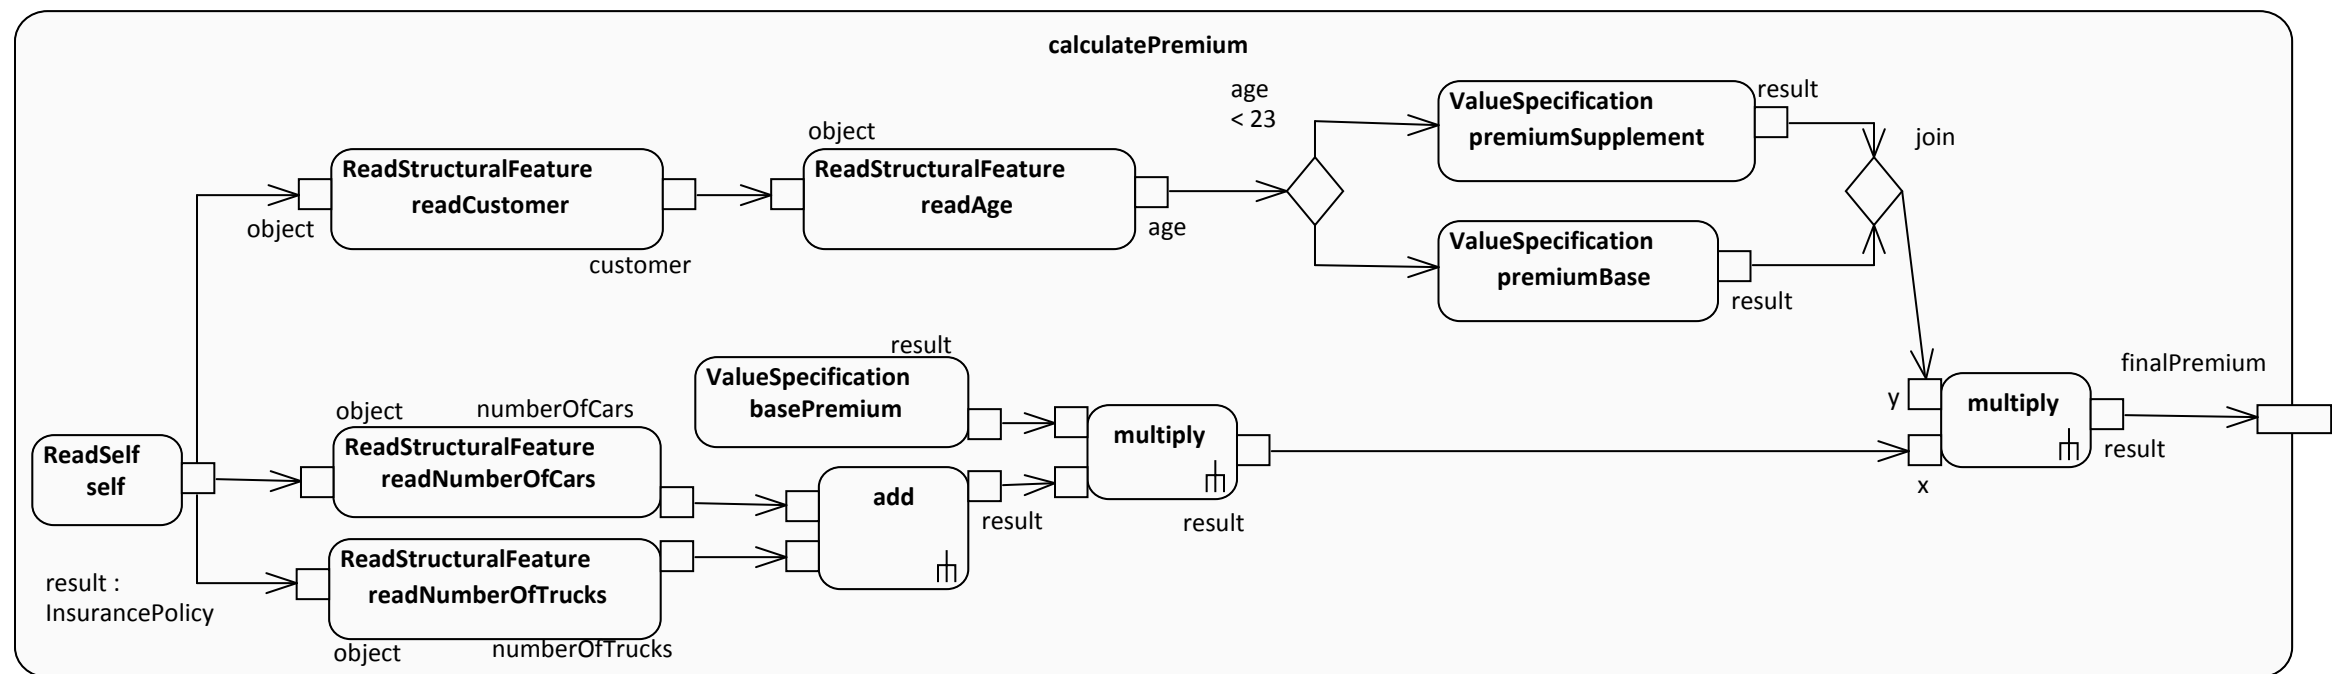 calculatePremium
age
< 23
ValueSpecification
premiumSupplement
result
join
object
ReadStructuralFeature
readCustomer
object
customer
ReadStructuralFeature
readAge
age
ValueSpecification
premiumBase
result
result
ValueSpecification
basePremium
multiply
result
finalPremium
y
multiply
result
x
object
numberOfCars
ReadStructuralFeature
readNumberOfCars
ReadSelf
self
add
result
result :
InsurancePolicy
ReadStructuralFeature
readNumberOfTrucks
object
numberOfTrucks